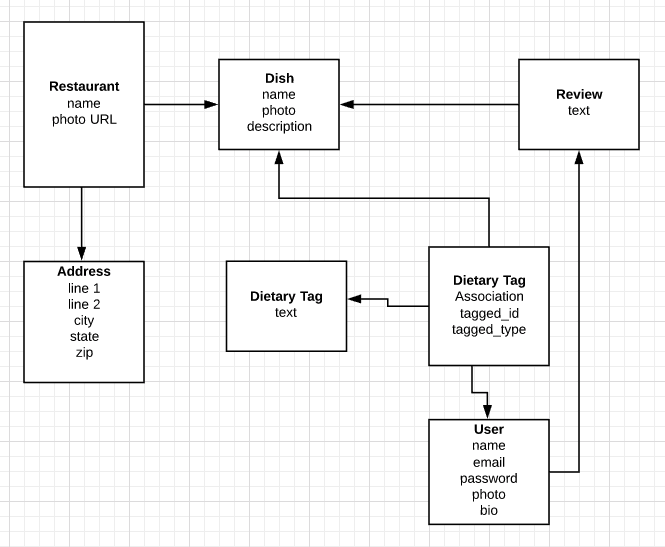 Restaurant
name
photo URL
Dish
name
photo
description
Review
text
Address
line 1
line 2
city
state
zip
Dietary Tag
text
Dietary Tag
Association
tagged_id
tagged_type
User
name
email
password
photo
bio